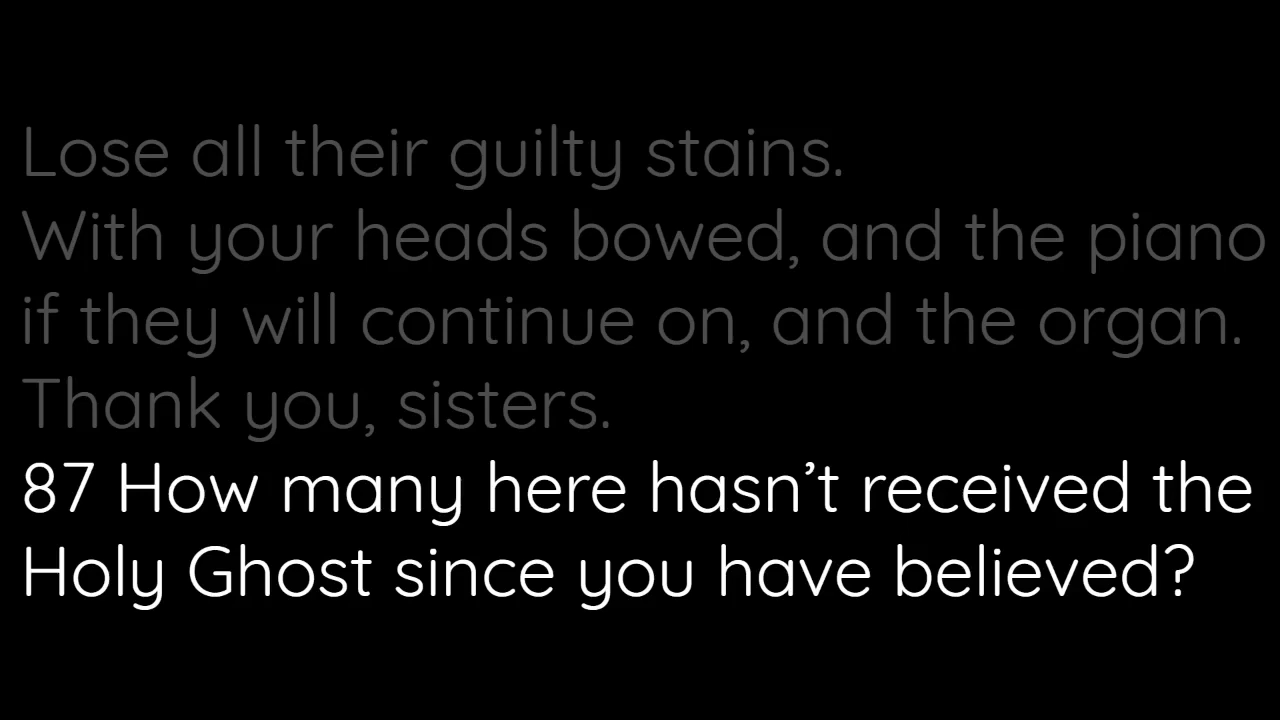 Lose all their guilty stains.
With your heads bowed, and the piano
if they will continue on, and the organ.
Thank you, sisters.
87 How many here hasn’t received the
Holy Ghost since you have believed?